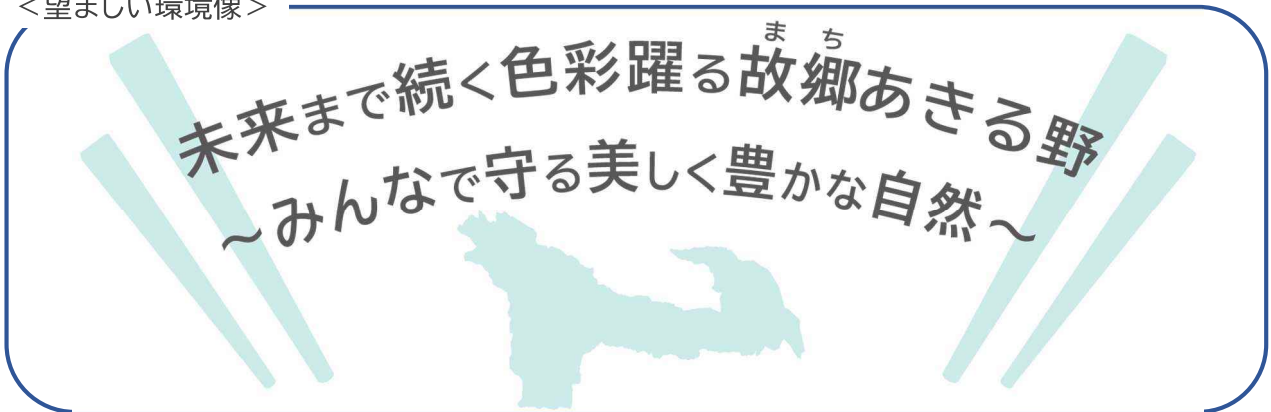 <望ましい環境像>
まち
未来まで続く色彩躍る故郷あきる野
~みんなで守る美しく豊かな自然~